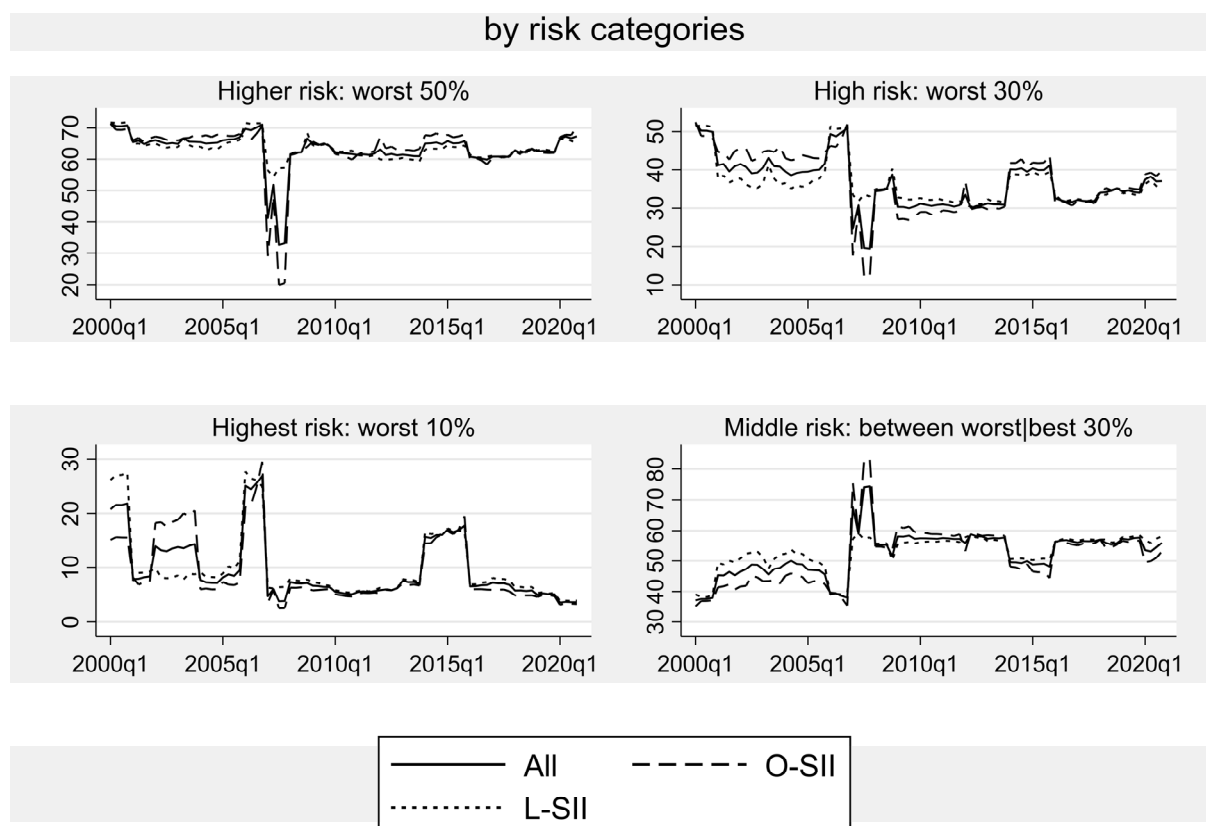 by risk categories
Higher risk: worst 50%
70
60
50
40
30
20
2000q1 2005q1 2010q1 2015q1 2020q1
High risk: worst 30%
50
40
30
20
10
2000q1 2005q1 2010q1 2015q1 2020q1
Highest risk: worst 10%
30
20
10
0
2000q1 2005q1 2010q1 2015q1 2020q1
Middle risk: between worst|best 30%
80
70
60
50
40
30
2000q1 2005q1 2010q1 2015q1 2020q1
All O-SII
L-SII